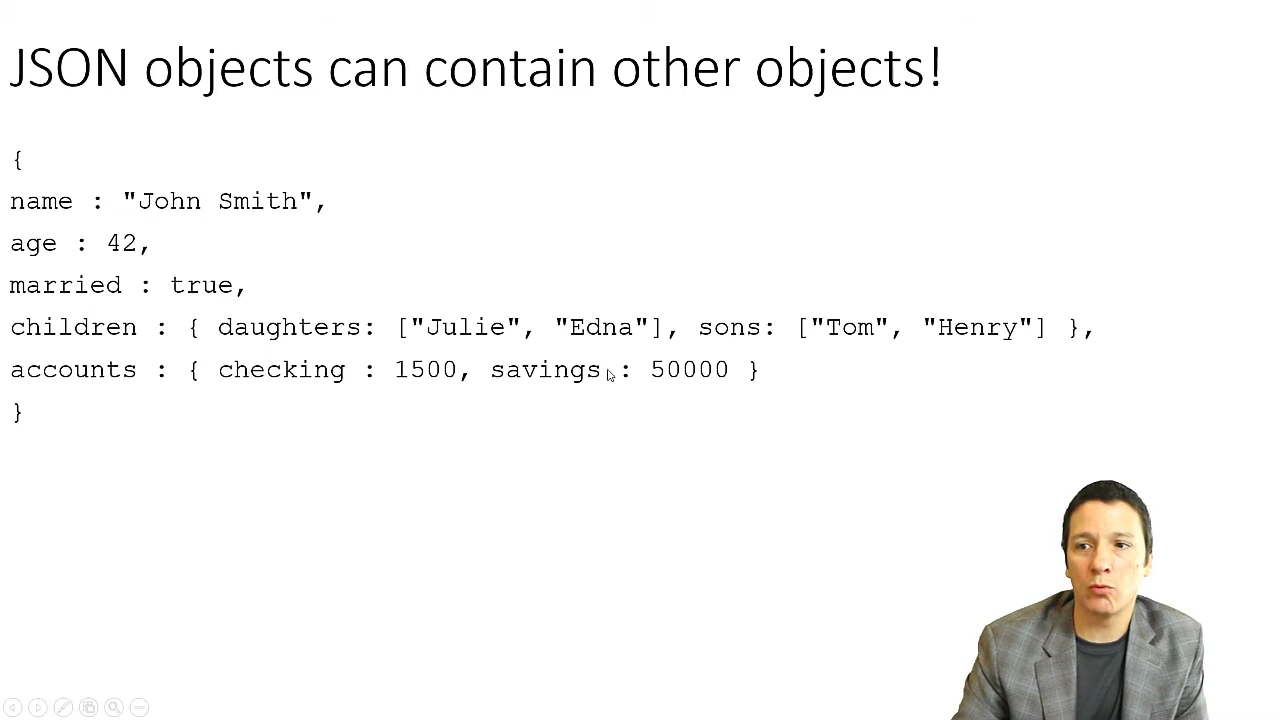 JSON objects can contain other objects!
{
name : "John Smith",
age : 42,
married : true,
children : { daughters: ["Julie", "Edna"], sons: ["Tom", "Henry"] },
accounts : { checking : 1500, savings : 50000 }
}